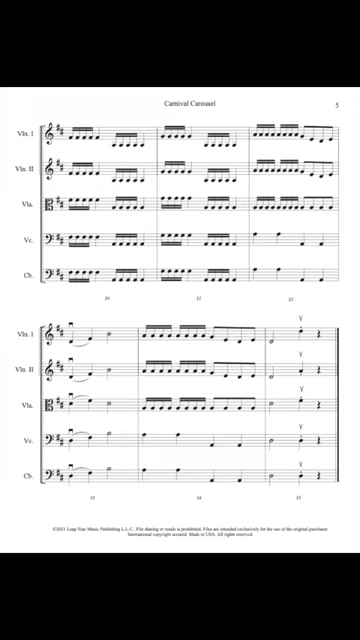 Carnival Carousel
5
Vln. I
Vln. II
Vla.
Vc.
Cb.
30
31
32
Vln. I
Vln. II
Vla.
Vc.
Cb.
33
34
35
©2021 Leap Year Music Publishing L.L.C. File sharing or resale is prohibited. Files are intended exclusively for the use of the original purchaser.
International copyright secured. Made in USA. All rights reserved.